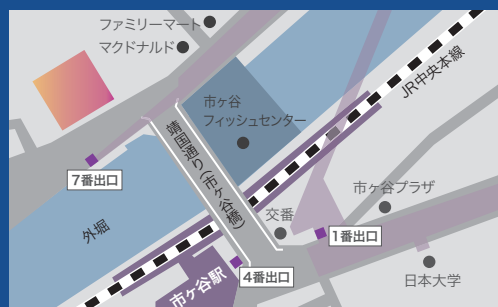 ファミリーマート
マクドナルド
市ヶ谷
フィッシュセンター
JR中央本線
靖国通り(市ヶ谷橋)
7番出口
市ヶ谷プラザ
外堀
交番
1番出口
4番出口
市ヶ谷駅
日本大学